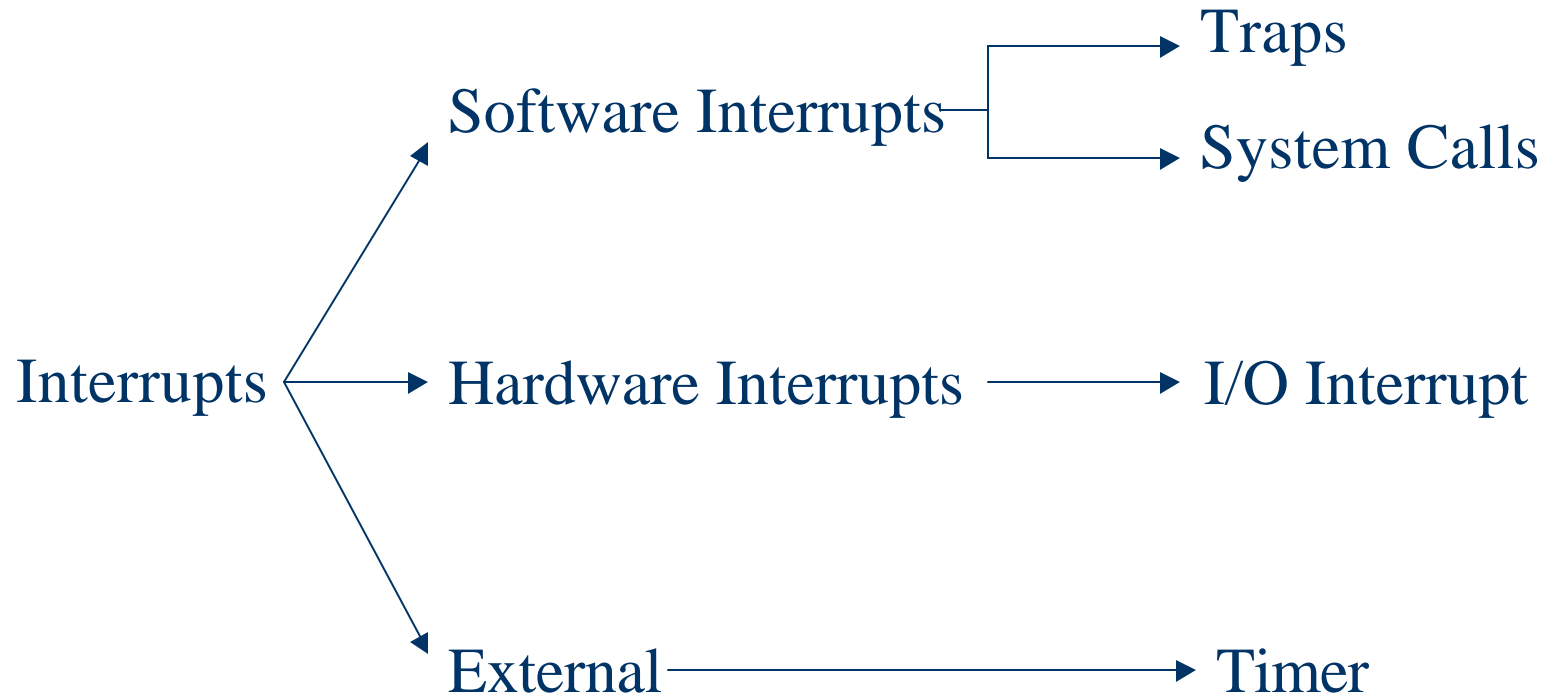 Traps
Software Interrupts
System Calls
Interrupts
Hardware Interrupts
I/O Interrupt
External
Timer